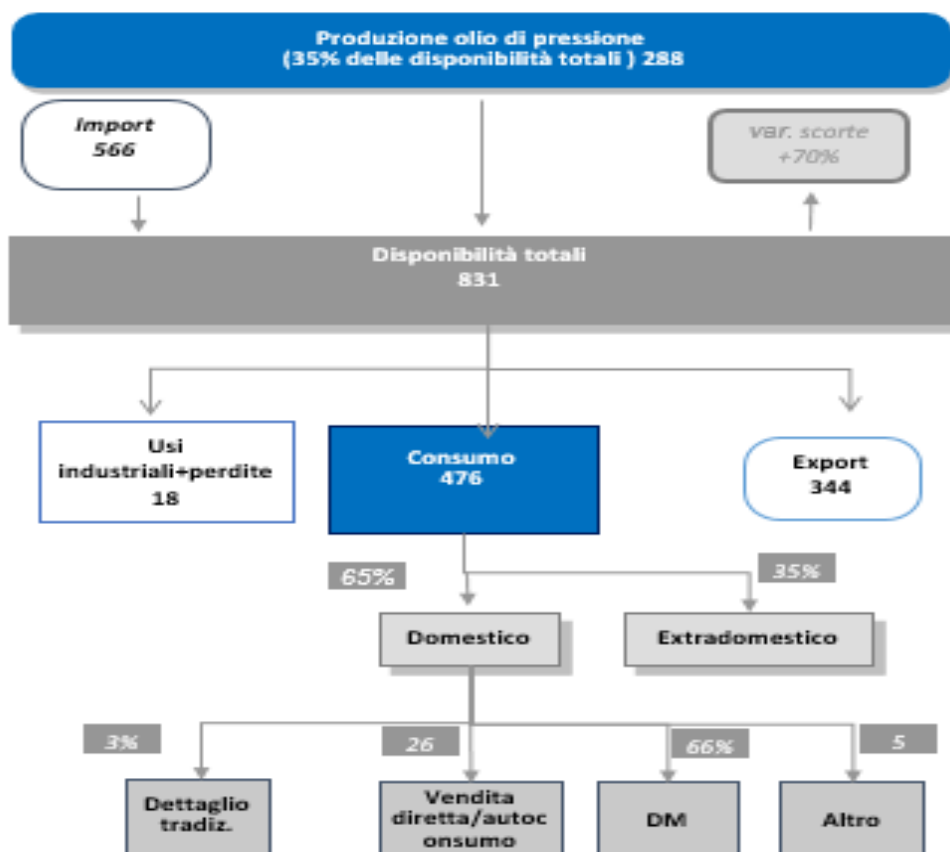 Produzione olio di pressione
(35% delle disponibilità totali ) 288
Import
566
var. scorte
+70%
Disponibilità totali
831
Usi
industriali+perdite
18
Consumo
476
Export
344
65%
35%
Domestico
Extradomestico
3%
26
66%
5
Dettaglio
tradiz.
Vendita
diretta/autoc
onsumo
DM
Altro